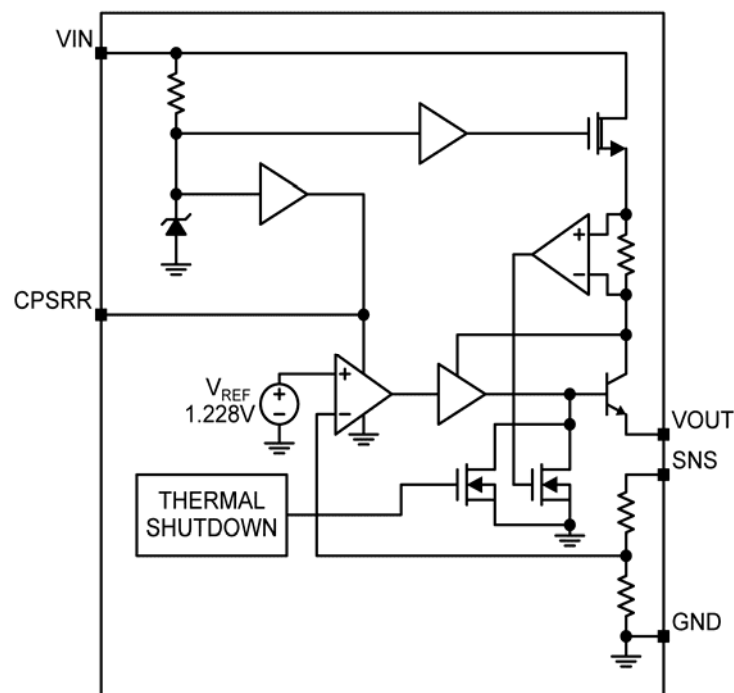 VIN
+
−
CPSRR
VREF
1.228V
+
−
+
−
VOUT
SNS
THERMAL
SHUTDOWN
GND